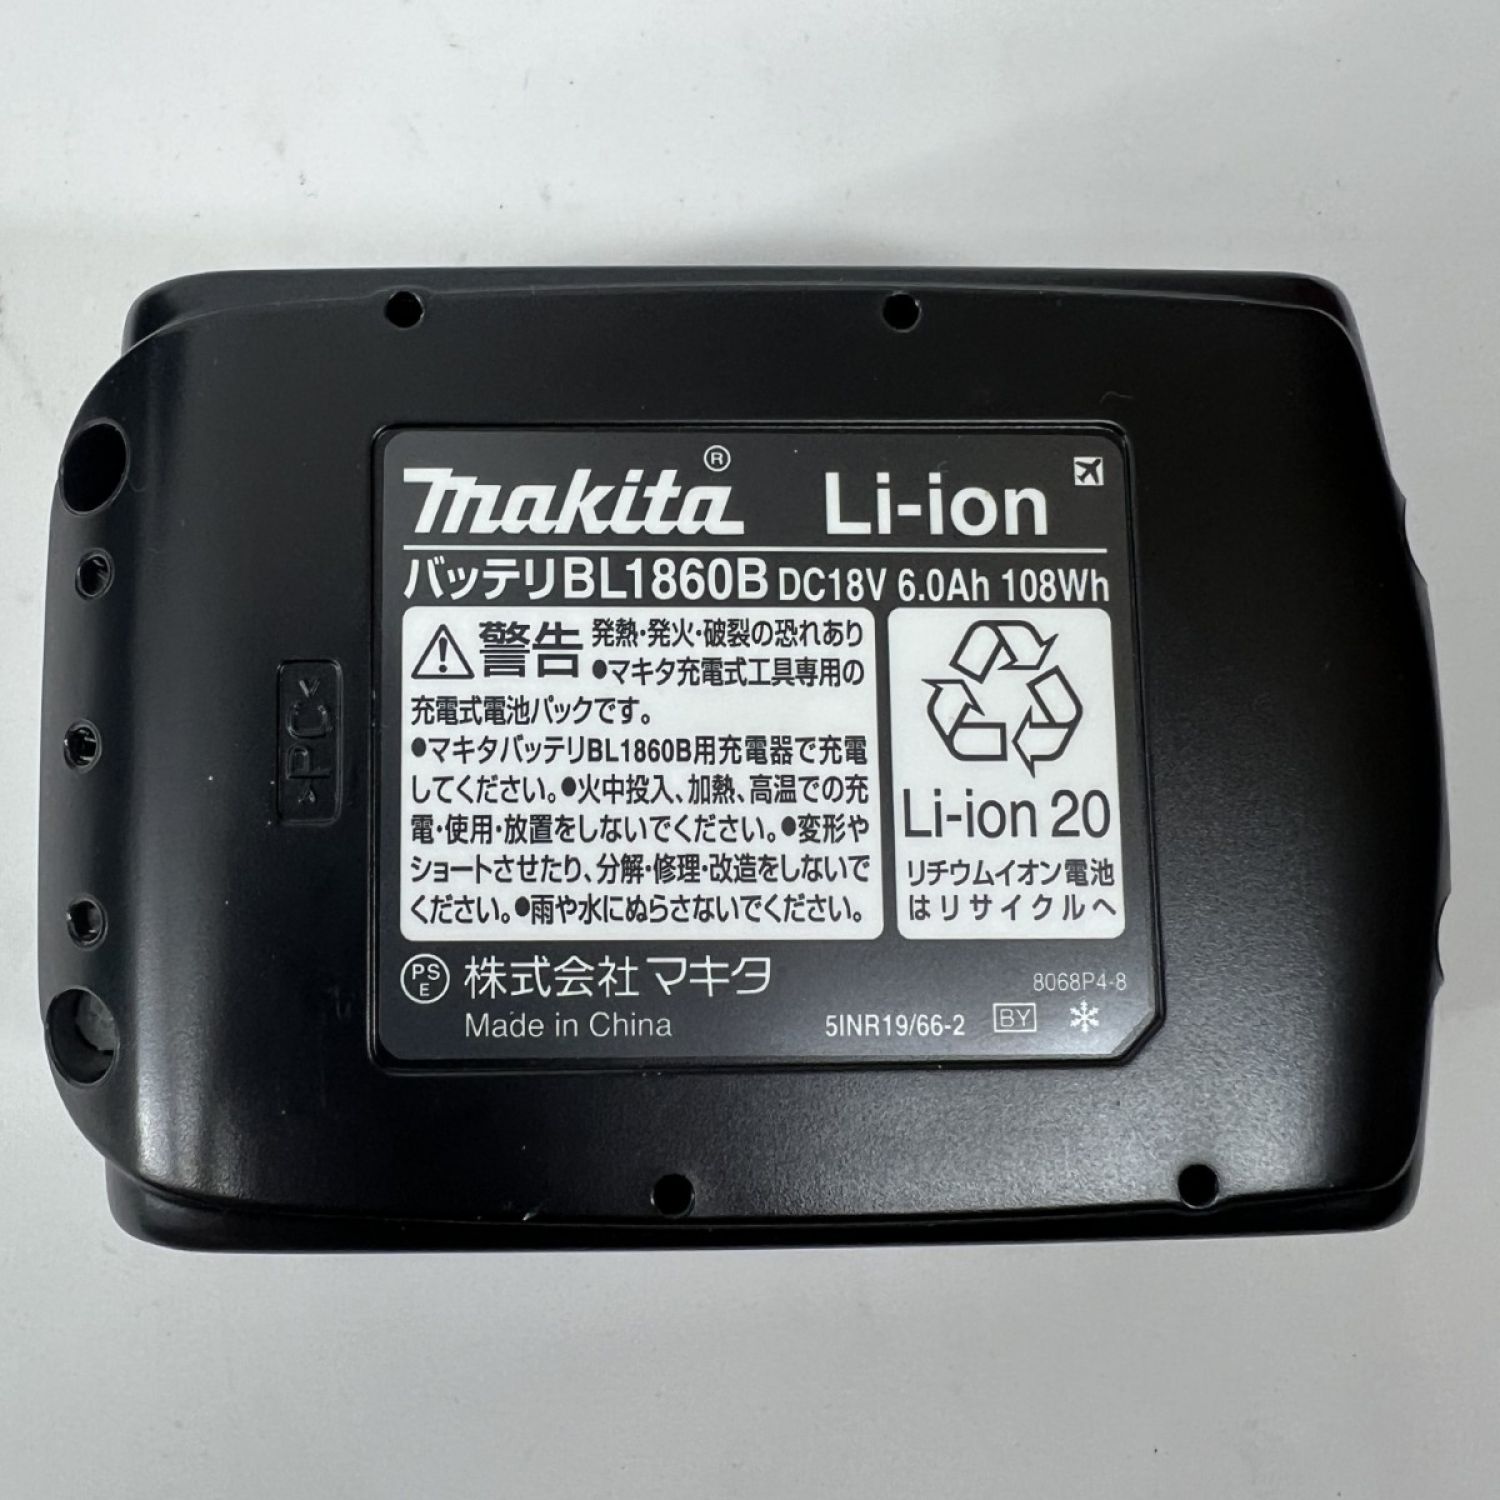 makita® Li-ion
バッテリBL1860B DC18V 6.0Ah 108Wh
警告 発熱・発火・破裂の恐れあり
●マキタ充電式工具専用の
充電式電池パックです。
●マキタバッテリBL1860B用充電器で充電
してください。●火中投入、加熱、高温での充
電・使用・放置をしないでください。●変形や
ショートさせたり、分解・修理・改造をしないで
ください。●雨や水にぬらさないでください。
Li-ion 20
リチウムイオン電池
はリサイクルへ
PSE 株式会社マキタ
8068P4-8
Made in China
5INR19/66-2 BY
>PC<